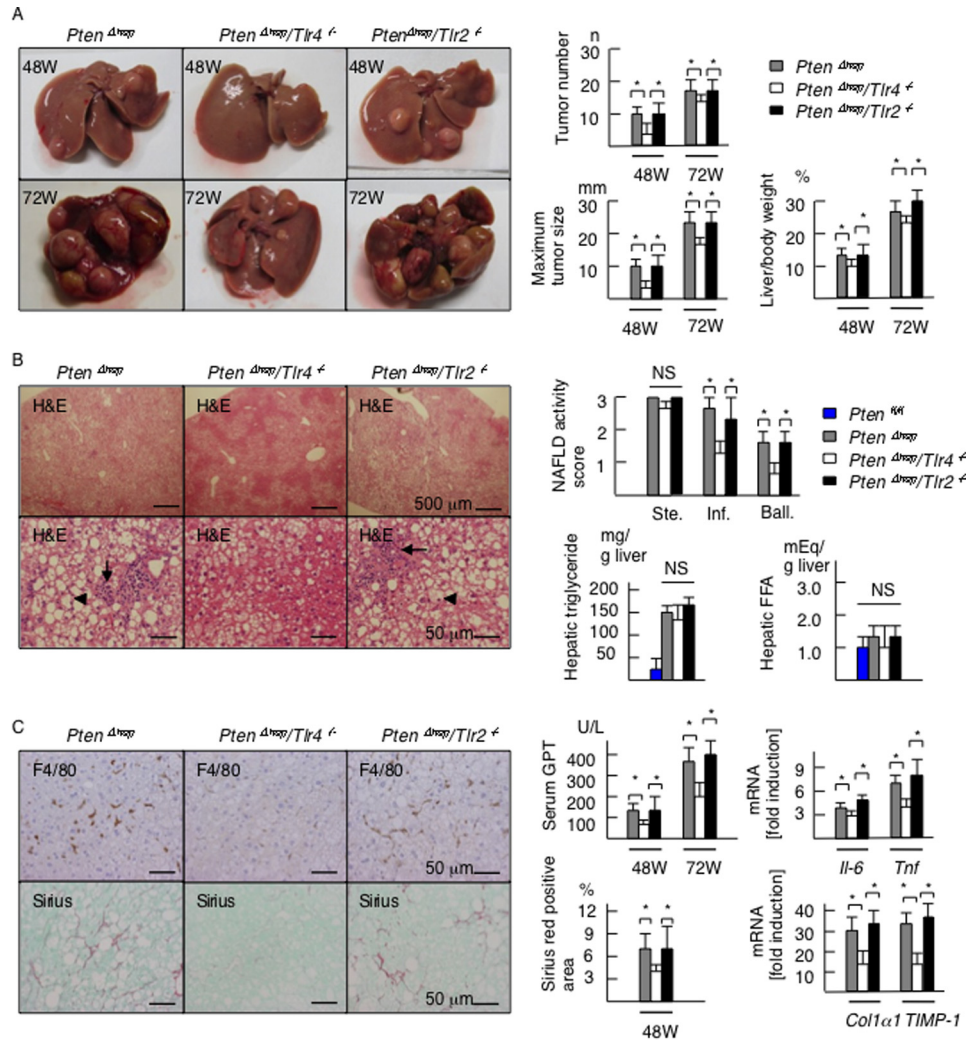 A
Pten Δhep
Pten Δhep/Tlr4 -/-
Pten Δhep/Tlr2 -/-
48W
48W
48W
72W
72W
72W
n
Tumor number
30
20
10
48W
72W
Pten Δhep
Pten Δhep/Tlr4 -/-
Pten Δhep/Tlr2 -/-
* * * *
mm
Maximum
tumor size
30
20
10
48W
72W
* * * *
%
Liver/body weight
30
20
10
48W
72W
* * * *
B
Pten Δhep
Pten Δhep/Tlr4 -/-
Pten Δhep/Tlr2 -/-
H&E
H&E
H&E
500 μm
H&E
H&E
H&E
50 μm
NAFLD activity
score
3
2
1
NS
* * * *
Ste.
Inf.
Ball.
Pten fl/fl
Pten Δhep
Pten Δhep/Tlr4 -/-
Pten Δhep/Tlr2 -/-
mg/
g liver
Hepatic triglyceride
200
150
100
50
NS
mEq/
g liver
Hepatic FFA
3.0
2.0
1.0
NS
C
Pten Δhep
Pten Δhep/Tlr4 -/-
Pten Δhep/Tlr2 -/-
F4/80
F4/80
F4/80
50 μm
Sirius
Sirius
Sirius
50 μm
U/L
Serum GPT
400
300
200
100
48W
72W
* * * *
mRNA
[fold induction]
9
6
3
Il-6
Tnf
* * * *
%
Sirius red positive
area
12
9
6
3
48W
* *
mRNA
[fold induction]
40
30
20
10
Col1α1 TIMP-1
* * * *